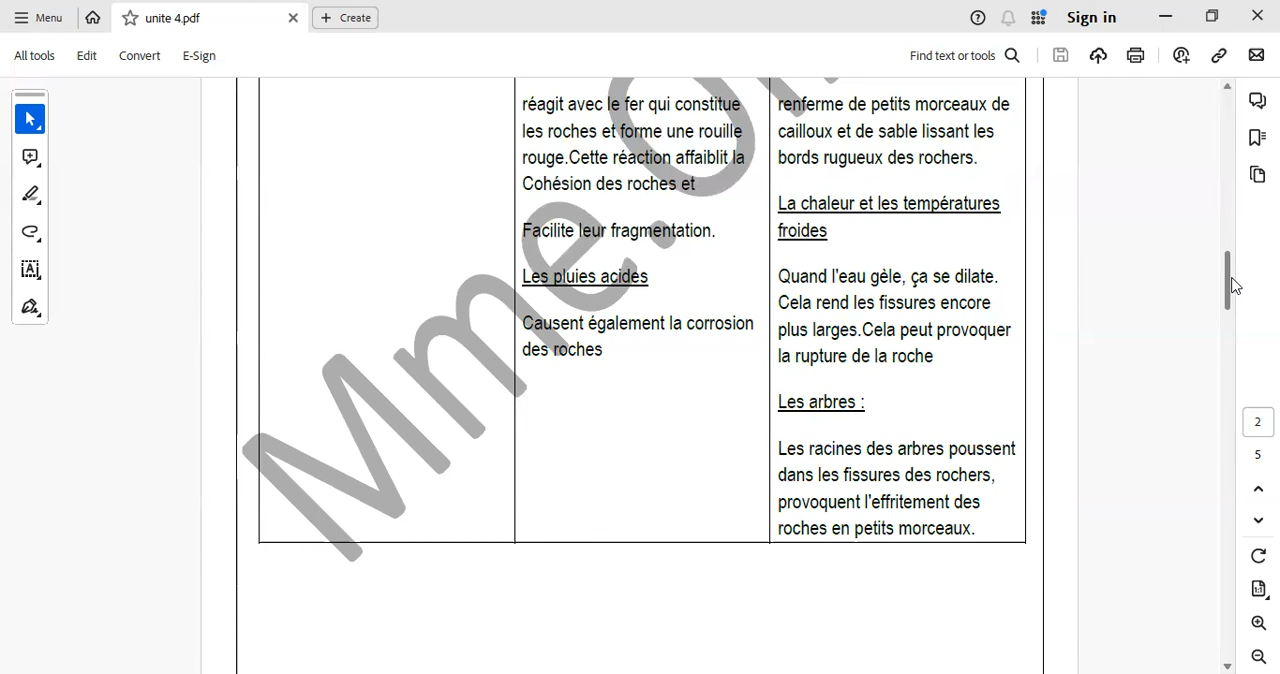 Menu
unite 4.pdf
Create
Sign in
All tools
Edit
Convert
E-Sign
Find text or tools
réagit avec le fer qui constitue
les roches et forme une rouille
rouge.Cette réaction affaiblit la
Cohésion des roches et
Facilite leur fragmentation.
Les pluies acides
Causent également la corrosion
des roches
renferme de petits morceaux de
cailloux et de sable lissant les
bords rugueux des rochers.
La chaleur et les températures
froides
Quand l'eau gèle, ça se dilate.
Cela rend les fissures encore
plus larges.Cela peut provoquer
la rupture de la roche
Les arbres :
Les racines des arbres poussent
dans les fissures des rochers,
provoquent l'effritement des
roches en petits morceaux.
2
5